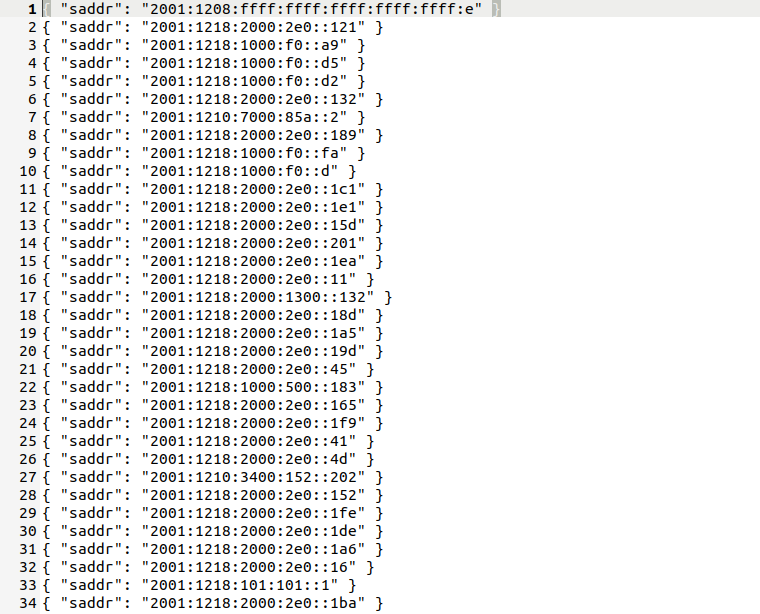 1 { "saddr": "2001:1208:ffff:ffff:ffff:ffff:ffff:e" }
2 { "saddr": "2001:1218:2000:2e0::121" }
3 { "saddr": "2001:1218:1000:f0::a9" }
4 { "saddr": "2001:1218:1000:f0::d5" }
5 { "saddr": "2001:1218:1000:f0::d2" }
6 { "saddr": "2001:1218:2000:2e0::132" }
7 { "saddr": "2001:1210:7000:85a::2" }
8 { "saddr": "2001:1218:2000:2e0::189" }
9 { "saddr": "2001:1218:1000:f0::fa" }
10 { "saddr": "2001:1218:1000:f0::d" }
11 { "saddr": "2001:1218:2000:2e0::1c1" }
12 { "saddr": "2001:1218:2000:2e0::1e1" }
13 { "saddr": "2001:1218:2000:2e0::15d" }
14 { "saddr": "2001:1218:2000:2e0::201" }
15 { "saddr": "2001:1218:2000:2e0::1ea" }
16 { "saddr": "2001:1218:2000:2e0::11" }
17 { "saddr": "2001:1218:2000:1300::132" }
18 { "saddr": "2001:1218:2000:2e0::18d" }
19 { "saddr": "2001:1218:2000:2e0::1a5" }
20 { "saddr": "2001:1218:2000:2e0::19d" }
21 { "saddr": "2001:1218:2000:2e0::45" }
22 { "saddr": "2001:1218:1000:500::183" }
23 { "saddr": "2001:1218:2000:2e0::165" }
24 { "saddr": "2001:1218:2000:2e0::1f9" }
25 { "saddr": "2001:1218:2000:2e0::41" }
26 { "saddr": "2001:1218:2000:2e0::4d" }
27 { "saddr": "2001:1210:3400:152::202" }
28 { "saddr": "2001:1218:2000:2e0::152" }
29 { "saddr": "2001:1218:2000:2e0::1fe" }
30 { "saddr": "2001:1218:2000:2e0::1de" }
31 { "saddr": "2001:1218:2000:2e0::1a6" }
32 { "saddr": "2001:1218:2000:2e0::16" }
33 { "saddr": "2001:1218:101:101::1" }
34 { "saddr": "2001:1218:2000:2e0::1ba" }